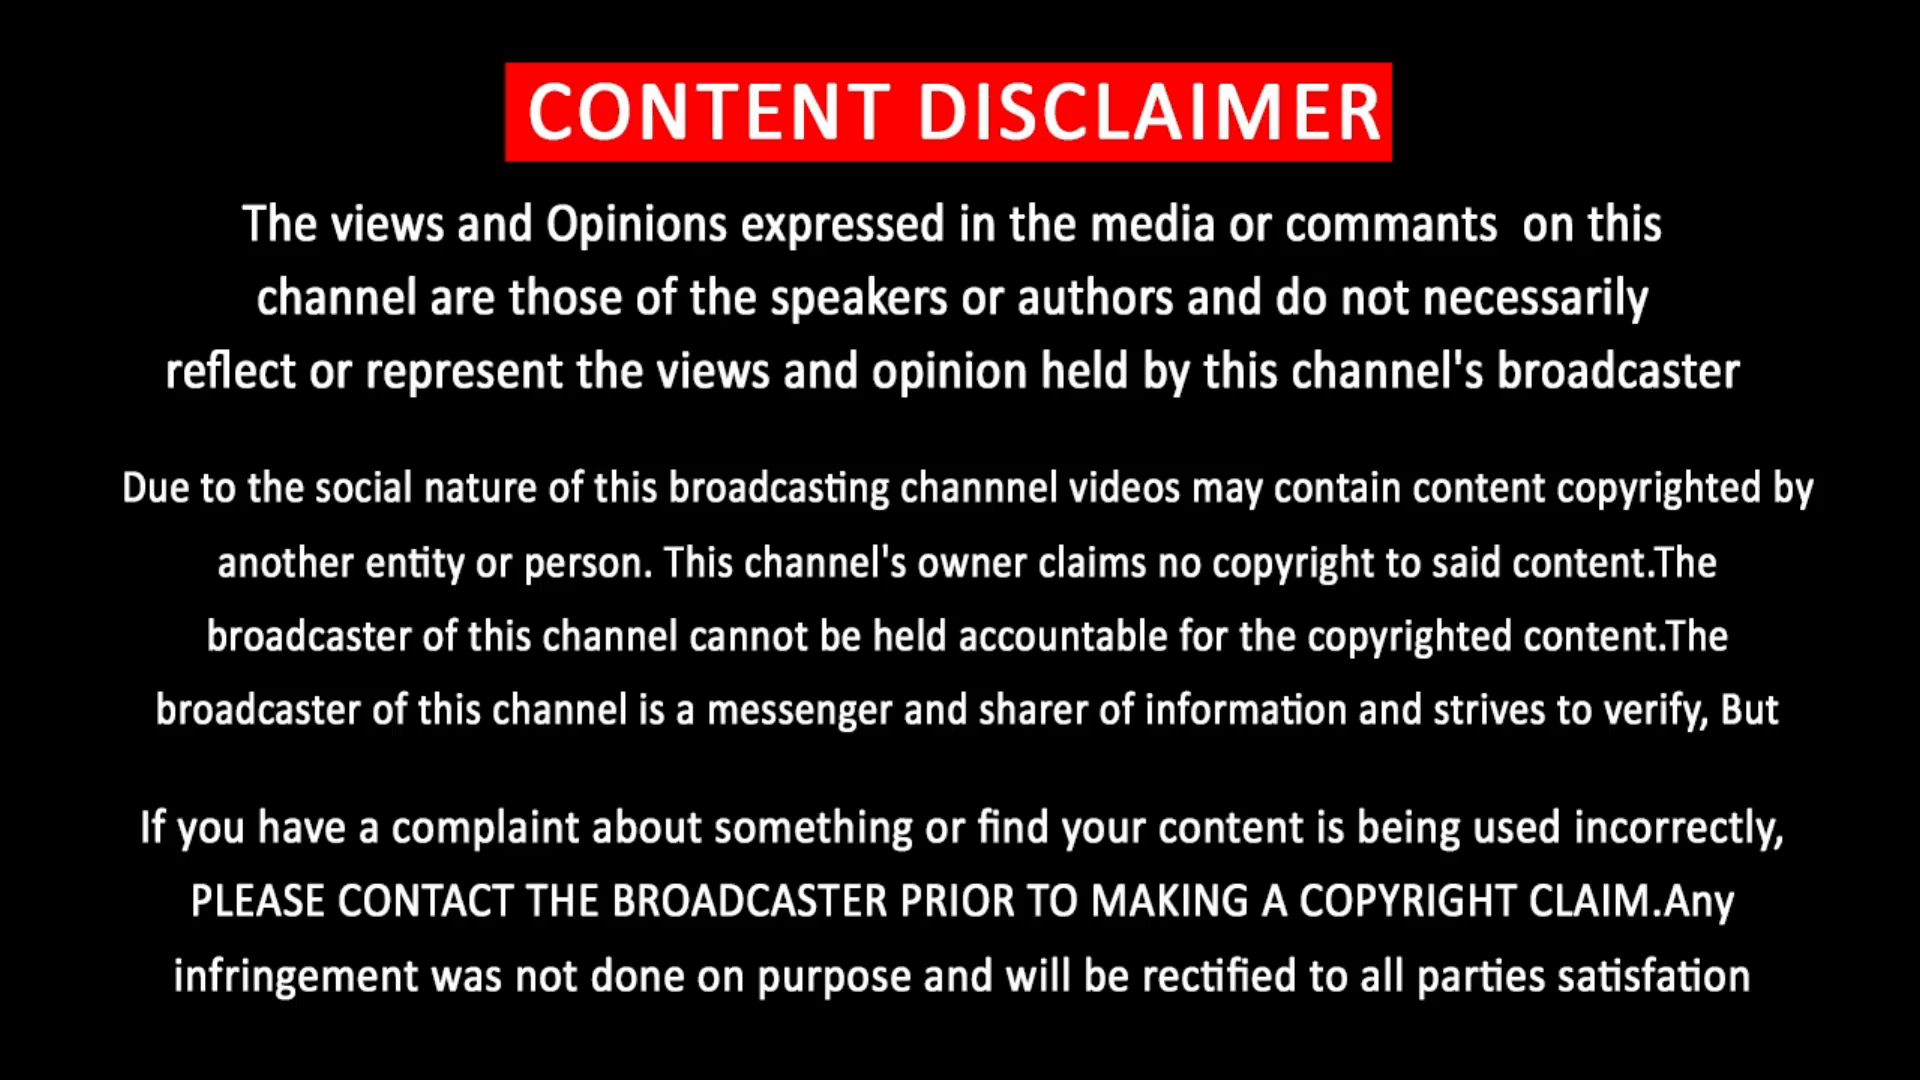 CONTENT DISCLAIMER
The views and Opinions expressed in the media or commants on this
channel are those of the speakers or authors and do not necessarily
reflect or represent the views and opinion held by this channel's broadcaster
Due to the social nature of this broadcasting channnel videos may contain content copyrighted by
another entity or person. This channel's owner claims no copyright to said content.The
broadcaster of this channel cannot be held accountable for the copyrighted content.The
broadcaster of this channel is a messenger and sharer of information and strives to verify, But
If you have a complaint about something or find your content is being used incorrectly,
PLEASE CONTACT THE BROADCASTER PRIOR TO MAKING A COPYRIGHT CLAIM.Any
infringement was not done on purpose and will be rectified to all parties satisfation